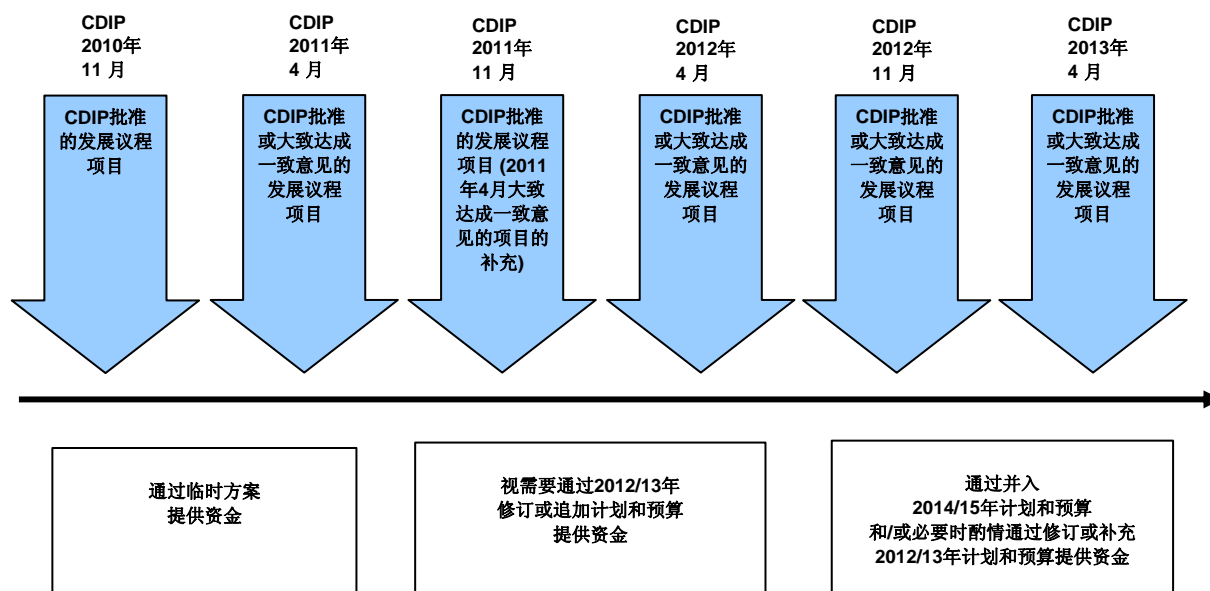 CDIP
2010年
11 月
CDIP
2011年
4 月
CDIP
2011年
11 月
CDIP
2012年
4 月
CDIP
2012年
11 月
CDIP
2013年
4 月
CDIP批准
的发展议程
项目
CDIP批准
或大致达成
一致意见的
发展议程
项目
CDIP批准
的发展议程
项目 (2011
年4月大致
达成一致意
见的项目的
补充)
CDIP批准
或大致达成
一致意见的
发展议程
项目
CDIP批准
或大致达成
一致意见的
发展议程
项目
CDIP批准
或大致达成
一致意见的
发展议程
项目
通过临时方案
提供资金
视需要通过2012/13年
修订或追加计划和预算
提供资金
通过并入
2014/15年计划和预算
和/或必要时酌情通过修订或补充
2012/13年计划和预算提供资金